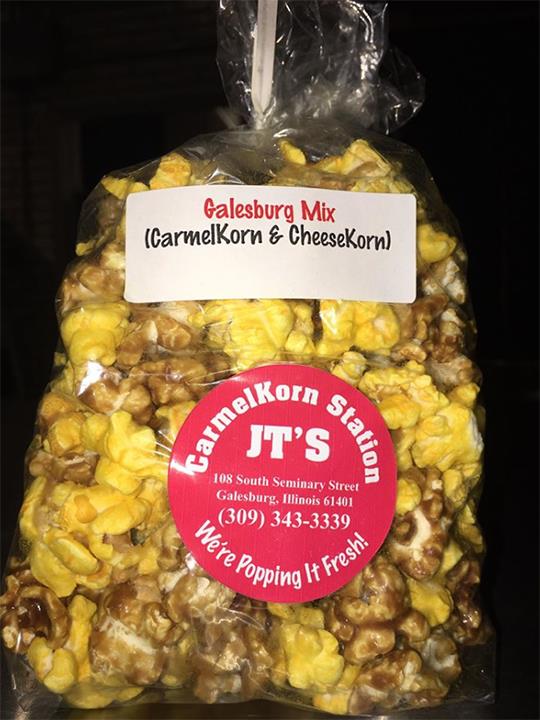 Galesburg Mix
(CarmelKorn & CheeseKorn)
CarmelKorn Station
JT'S
108 South Seminary Street
Galesburg, Illinois 61401
(309) 343-3339
We're Popping It Fresh!